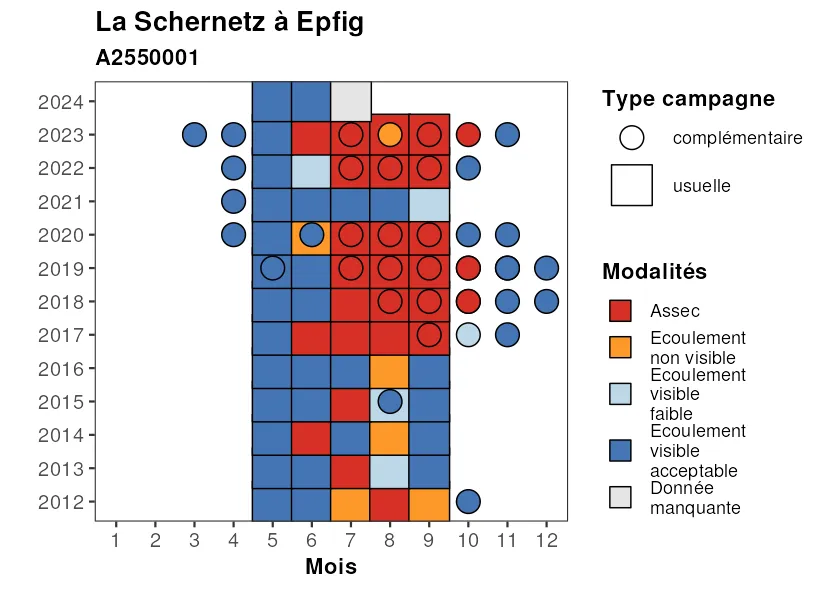 La Schernetz à Epfig
A2550001
2024
2023
2022
2021
2020
2019
2018
2017
2016
2015
2014
2013
2012
1 2 3 4 5 6 7 8 9 10 11 12
Mois
Type campagne
complémentaire
usuelle
Modalités
Assec
Ecoulement
non visible
Ecoulement
visible
faible
Ecoulement
visible
acceptable
Donnée
manquante